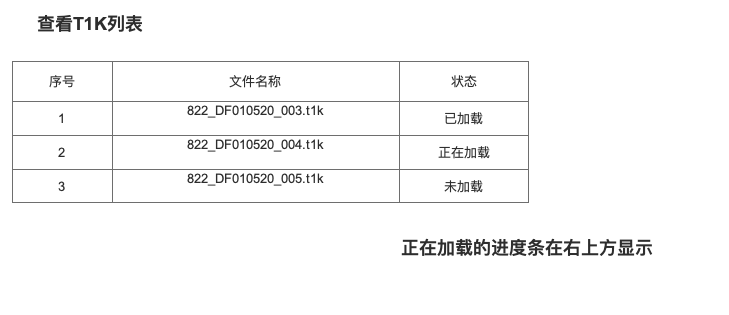 查看T1K列表
序号 文件名称 状态
1 822_DF010520_003.t1k 已加载
2 822_DF010520_004.t1k 正在加载
3 822_DF010520_005.t1k 未加载
正在加载的进度条在右上方显示